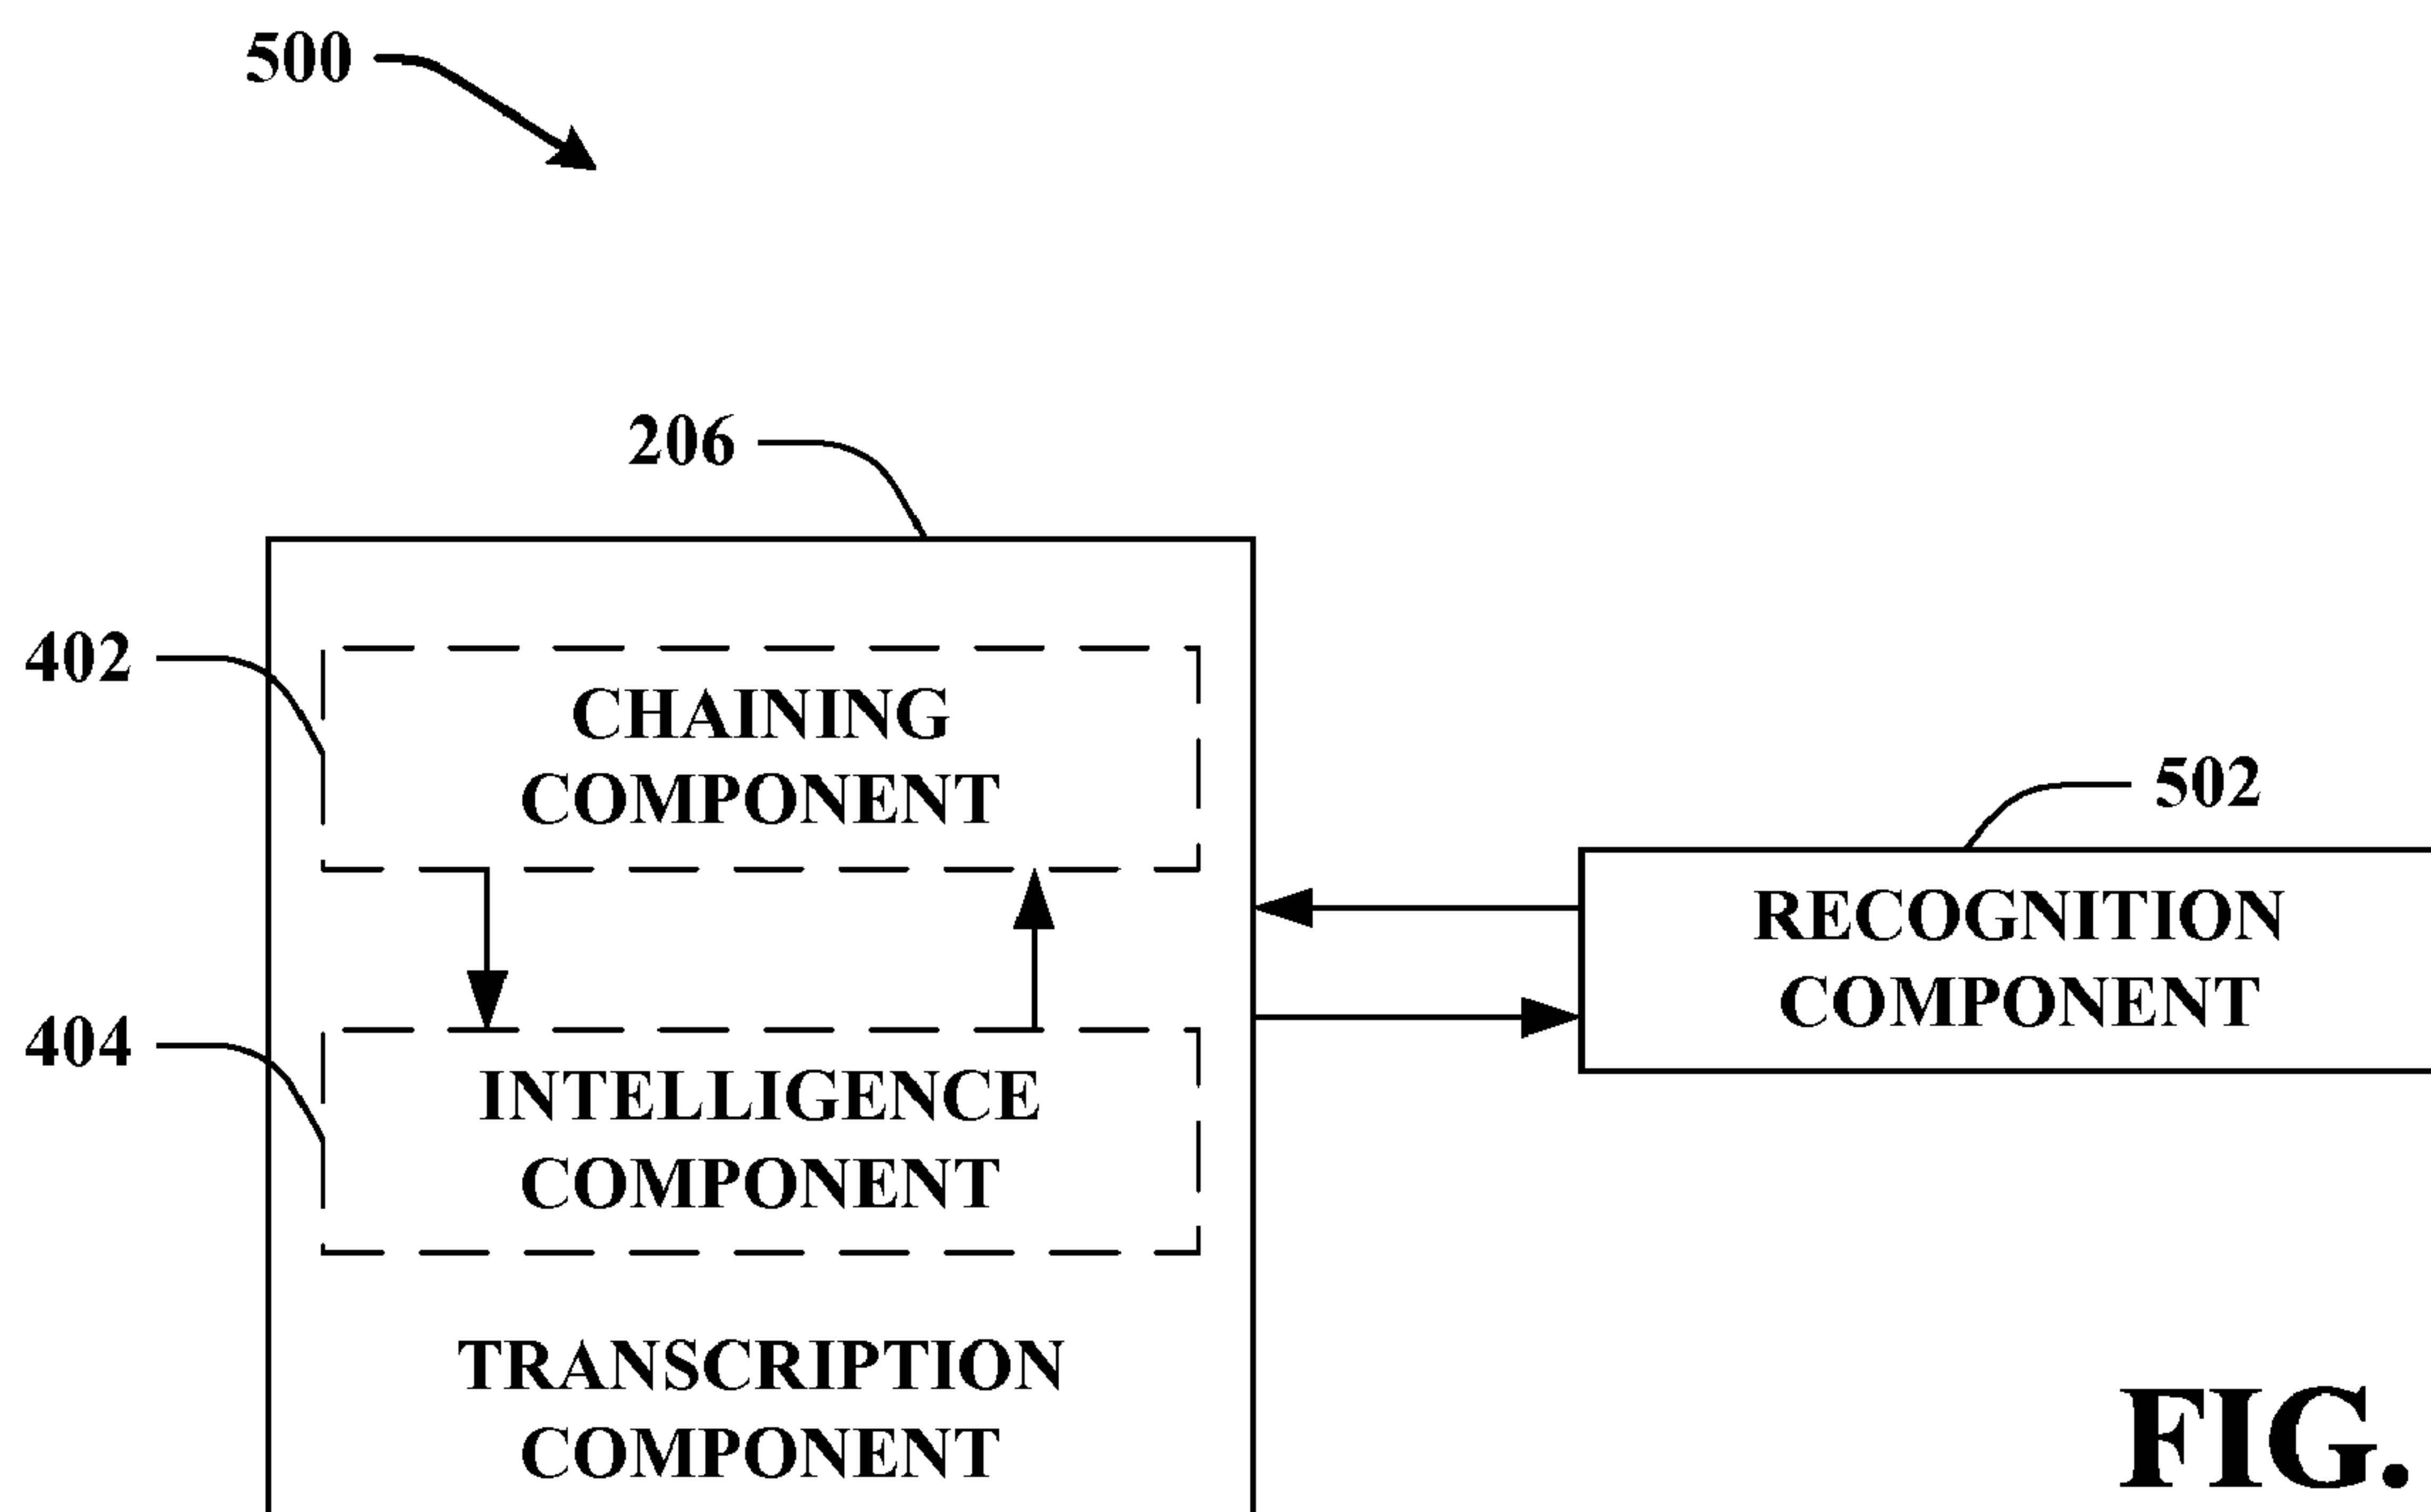 500
206
402
CHAINING
COMPONENT
502
RECOGNITION
COMPONENT
404
INTELLIGENCE
COMPONENT
TRANSCRIPTION
COMPONENT
FIG.